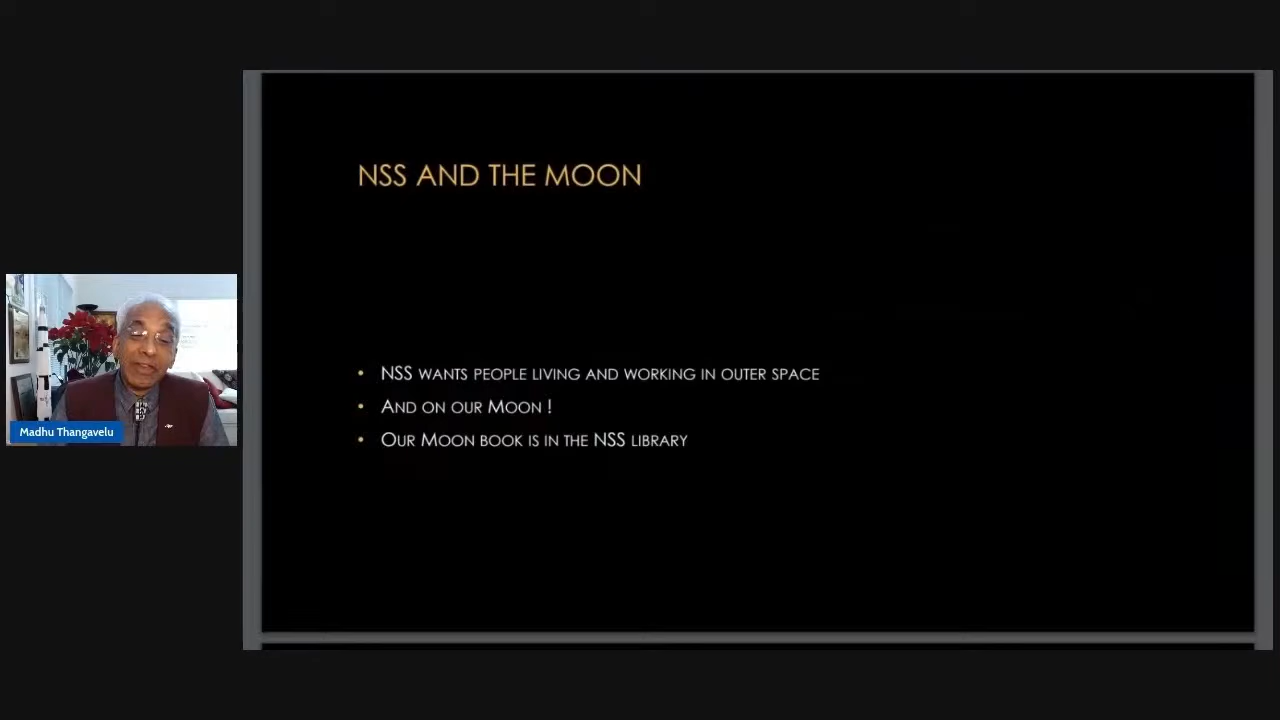 NSS AND THE MOON
• NSS WANTS PEOPLE LIVING AND WORKING IN OUTER SPACE
• AND ON OUR MOON !
• OUR MOON BOOK IS IN THE NSS LIBRARY
Madhu Thangavelu